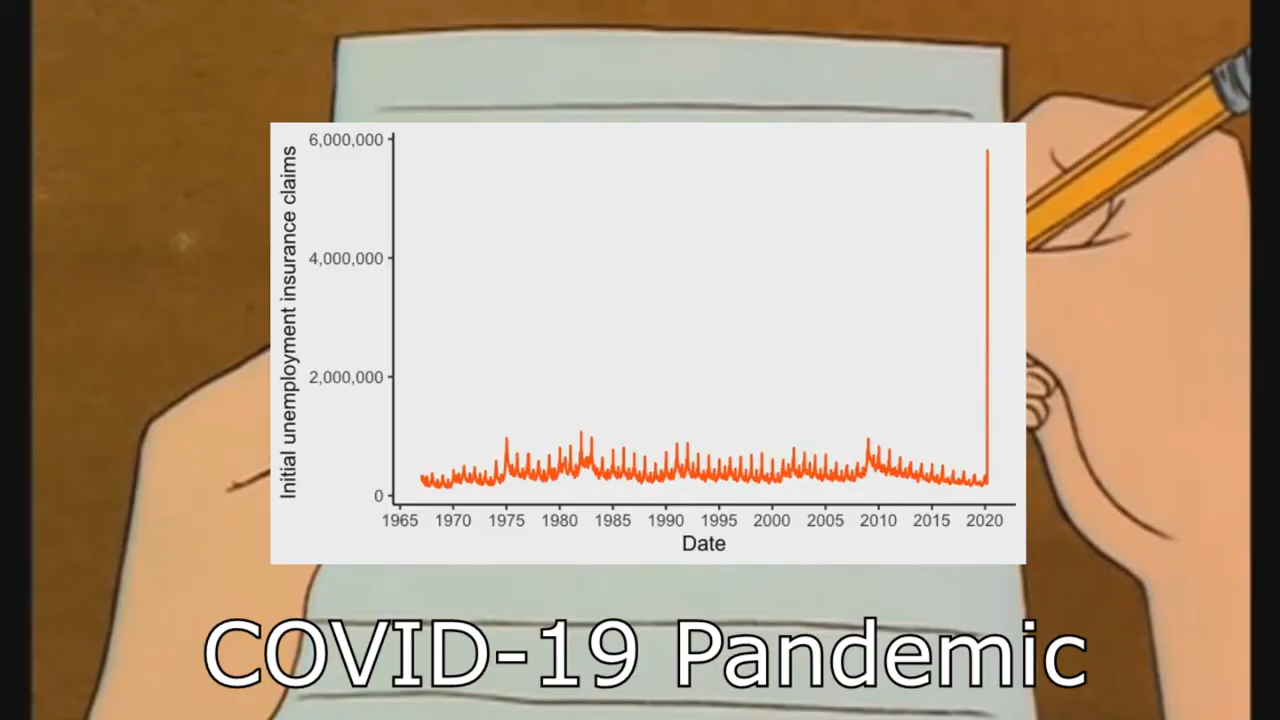 Initial unemployment insurance claims
6,000,000
4,000,000
2,000,000
0
1965 1970 1975 1980 1985 1990 1995 2000 2005 2010 2015 2020
Date
COVID-19 Pandemic